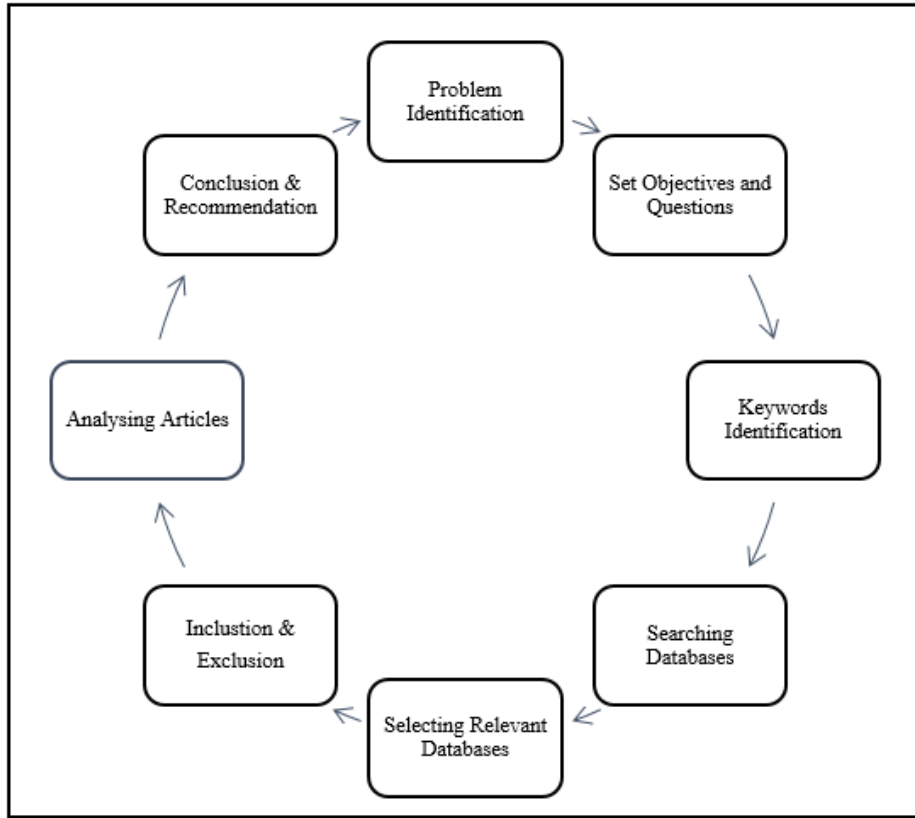 Problem
Identification
Set Objectives and
Questions
Keywords
Identification
Searching
Databases
Selecting Relevant
Databases
Inclustion &
Exclusion
Analysing Articles
Conclusion &
Recommendation